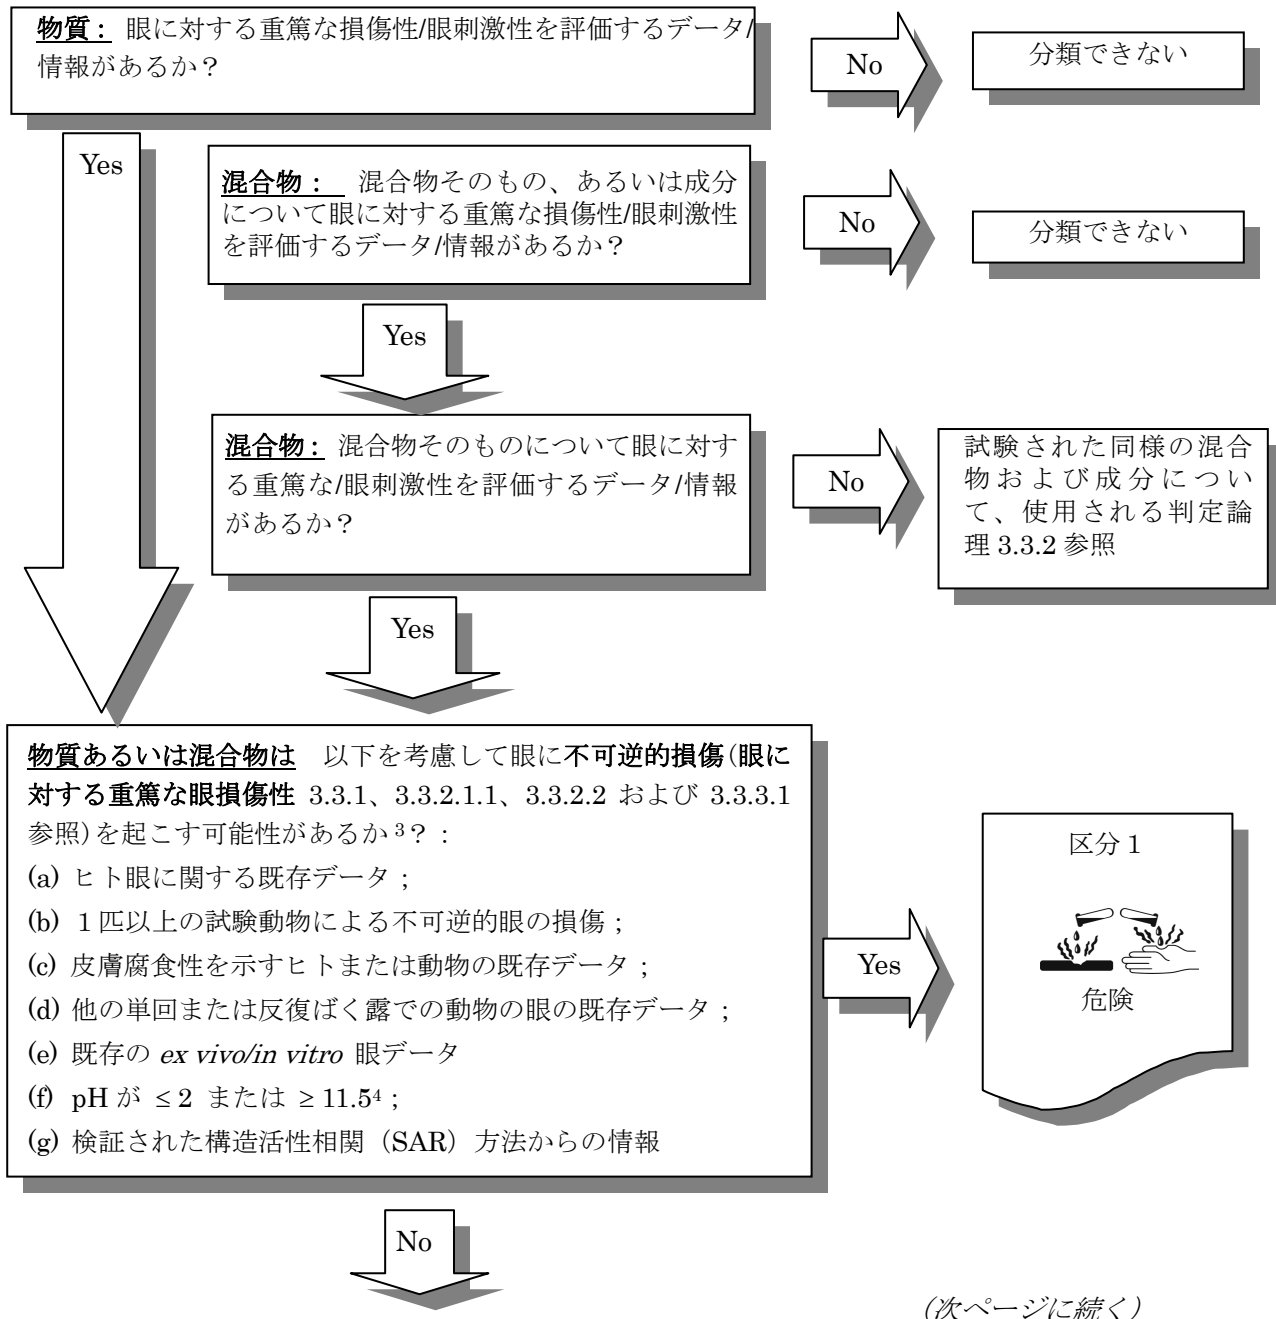 物質： 眼に対する重篤な損傷性/眼刺激性を評価するデータ/
情報があるか？
No
分類できない
Yes
混合物： 混合物そのもの、あるいは成分
について眼に対する重篤な損傷性/眼刺激性
を評価するデータ/情報があるか？
No
分類できない
Yes
混合物： 混合物そのものについて眼に対す
る重篤な/眼刺激性を評価するデータ/情報
があるか？
No
試験された同様の混合
物および成分につい
て、使用される判定論
理 3.3.2 参照
Yes
物質あるいは混合物は 以下を考慮して眼に不可逆的損傷（眼に
対する重篤な眼損傷性 3.3.1、3.3.2.1.1、3.3.2.2 および 3.3.3.1
参照）を起こす可能性があるか³？：
(a) ヒト眼に関する既存データ；
(b) １匹以上の試験動物による不可逆的眼の損傷；
(c) 皮膚腐食性を示すヒトまたは動物の既存データ；
(d) 他の単回または反復ばく露での動物の眼の既存データ；
(e) 既存の ex vivo/in vitro 眼データ
(f) pH が ≤ 2 または ≥ 11.5⁴；
(g) 検証された構造活性相関（SAR）方法からの情報
Yes
区分 1
危険
No
（次ページに続く）